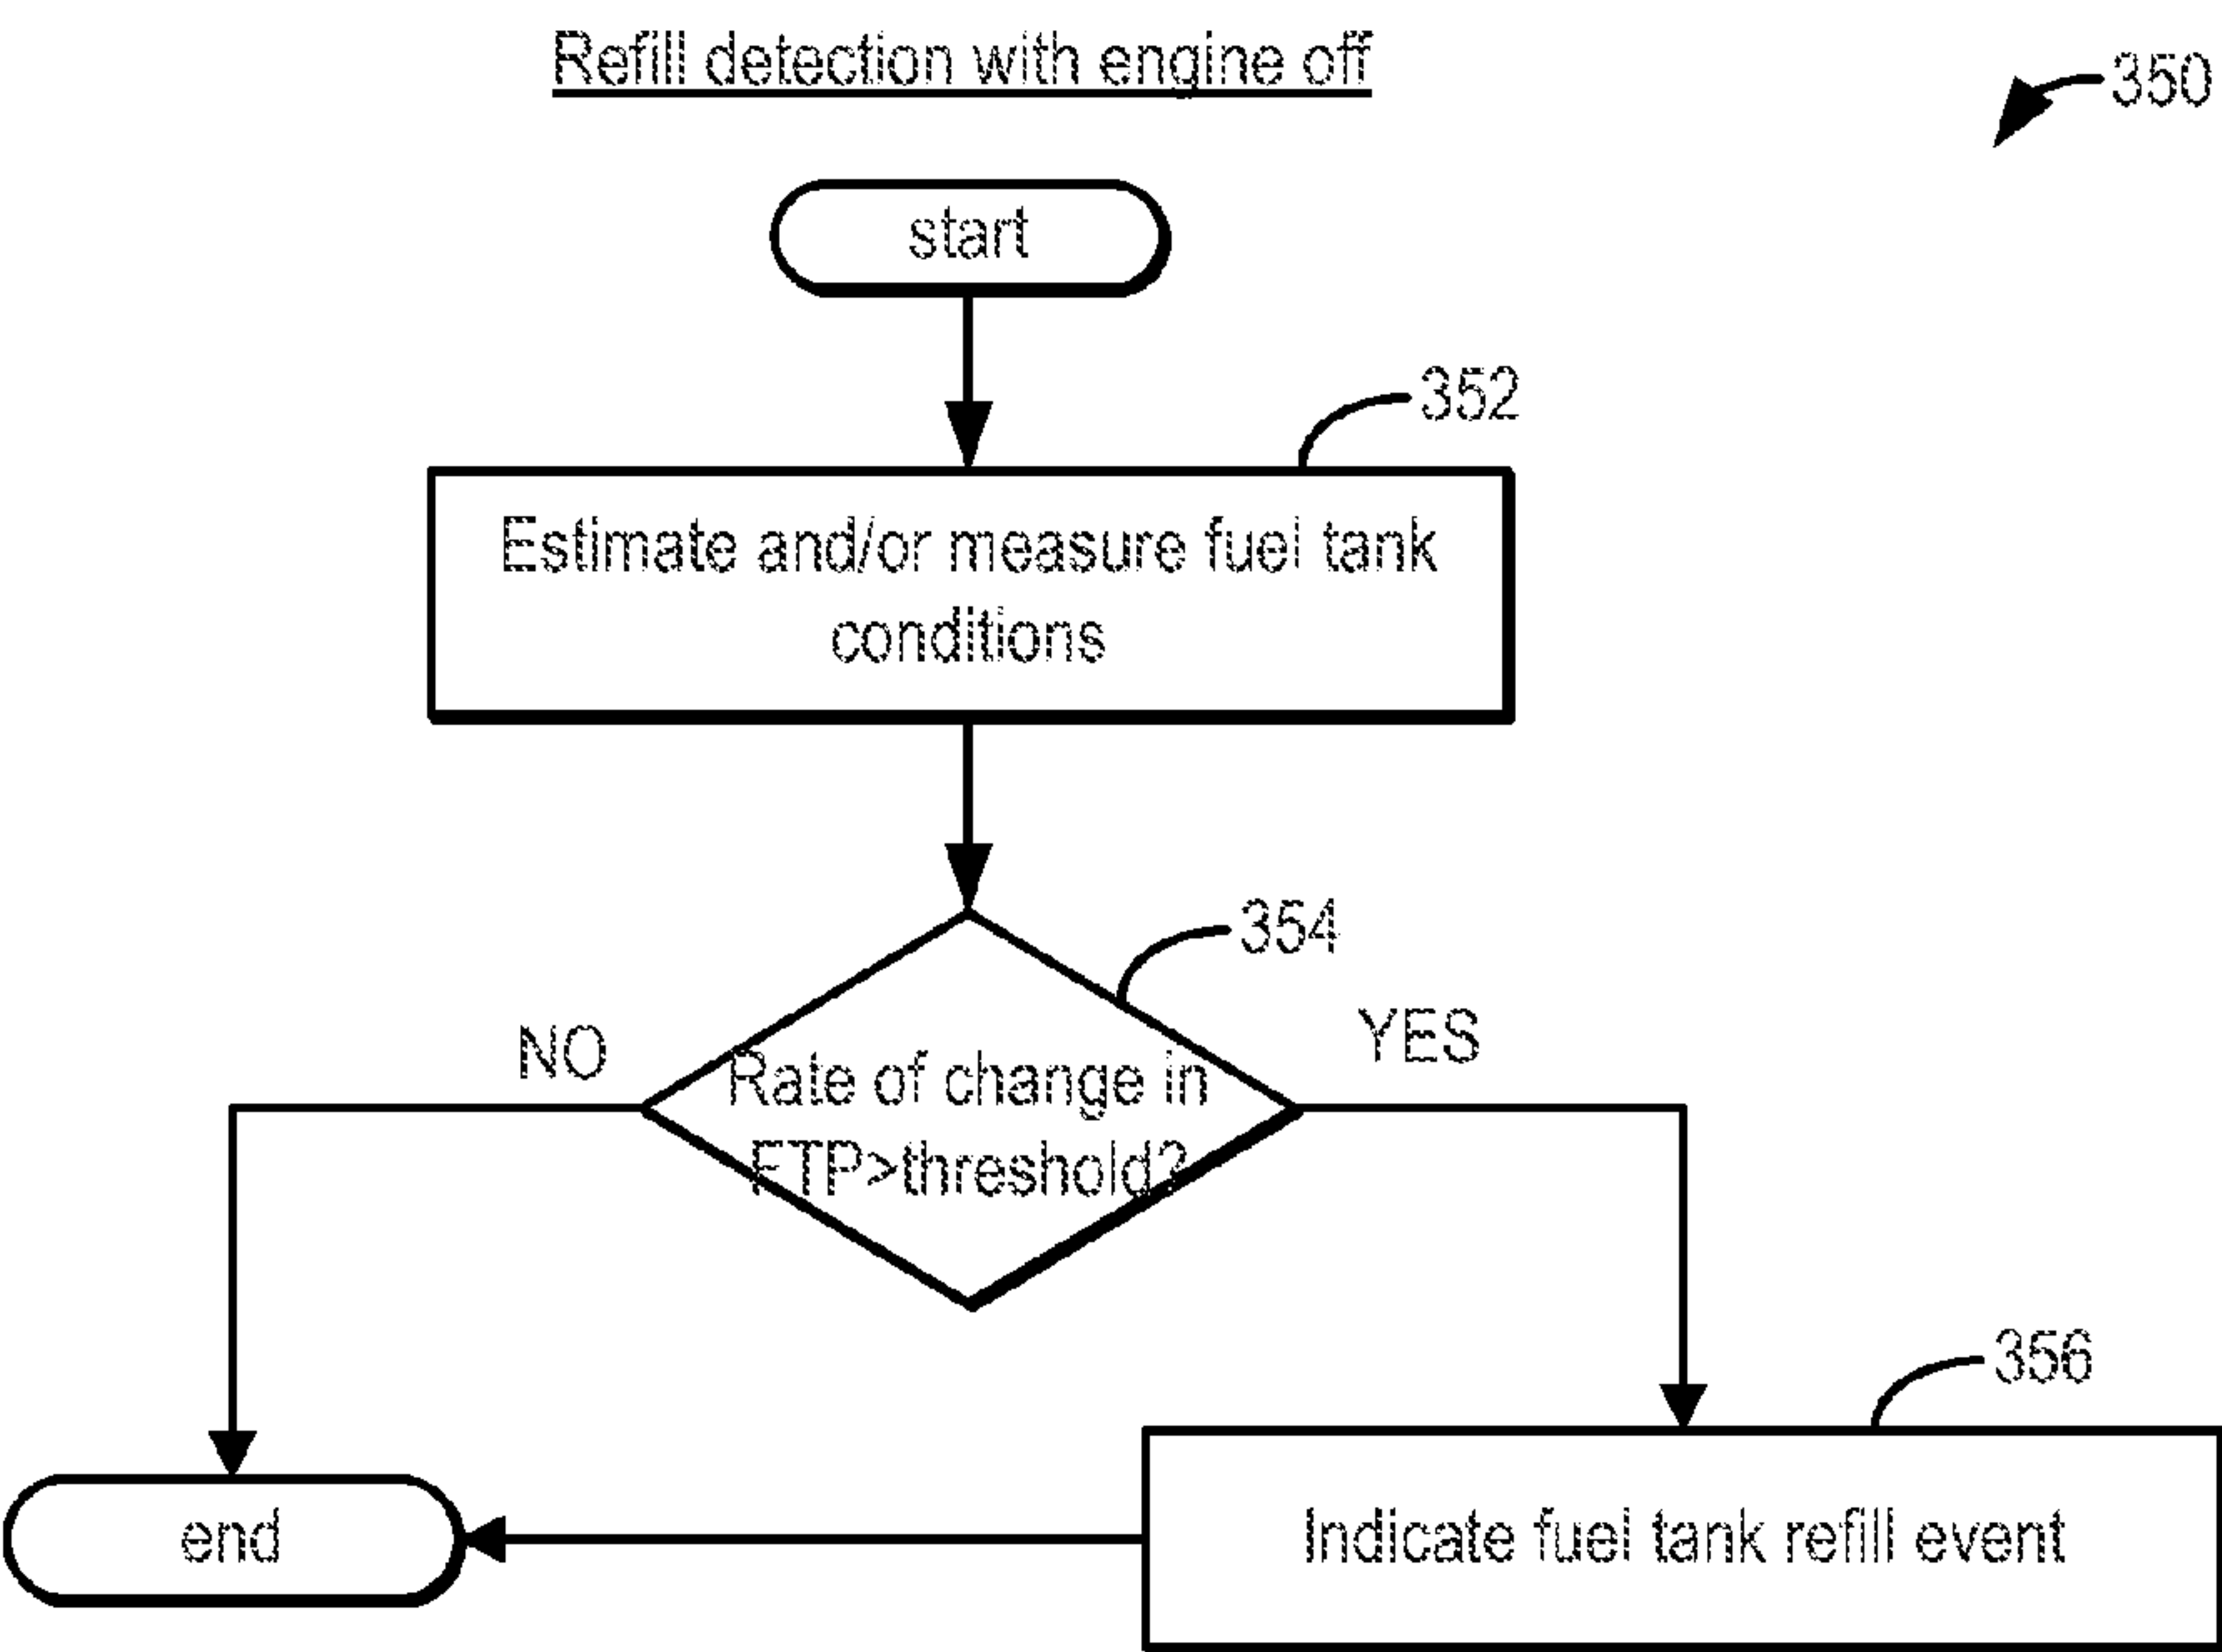 Refill detection with engine off
350
start
352
Estimate and/or measure fuel tank
conditions
354
NO
YES
Rate of change in
FTP>threshold?
356
end
Indicate fuel tank refill event